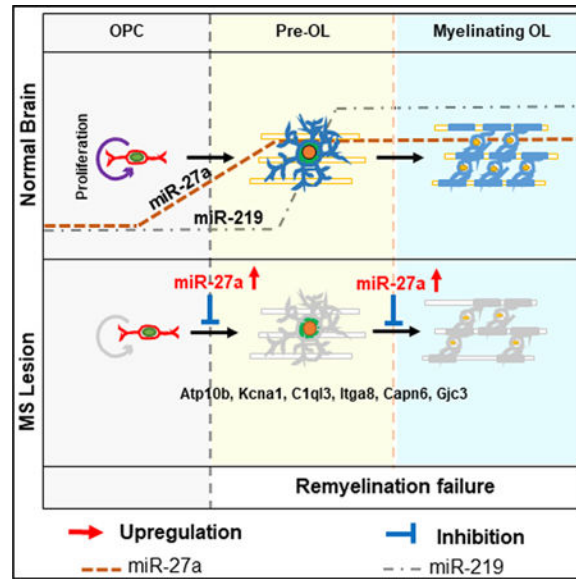 OPC
Pre-OL
Myelinating OL
Normal Brain
Proliferation
miR-27a
miR-219
MS Lesion
miR-27a
miR-27a
Atp10b, Kcna1, C1ql3, Itga8, Capn6, Gjc3
Remyelination failure
Upregulation
Inhibition
miR-27a
miR-219